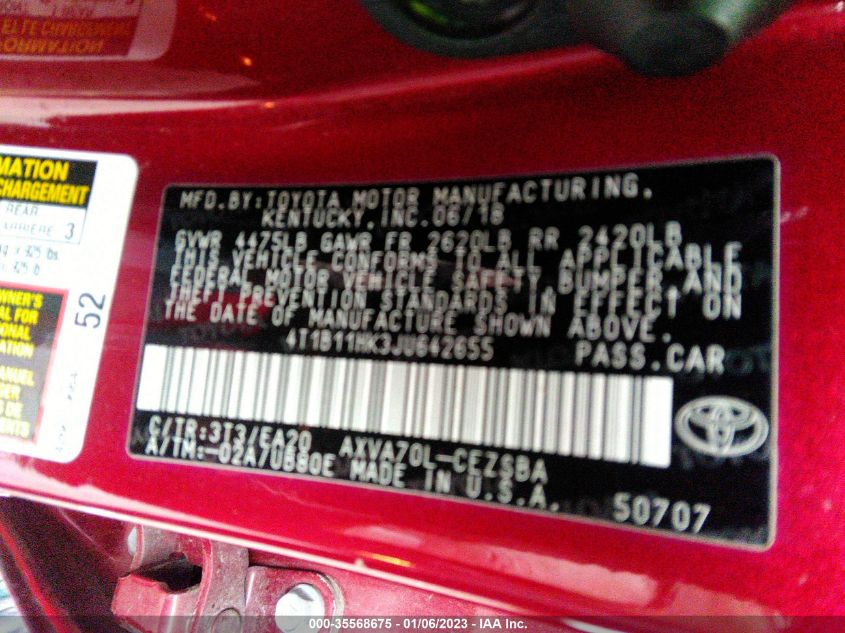 MATION
CHARGEMENT
REAR
ARRIÈRE 3
52
MFD.BY:TOYOTA MOTOR MANUFACTURING,
KENTUCKY,INC.06/18
GVWR 4475LB GAWR FR 2620LB RR 2420LB
THIS VEHICLE CONFORMS TO ALL APPLICABLE
FEDERAL MOTOR VEHICLE SAFETY, BUMPER,AND
THEFT PREVENTION STANDARDS IN EFFECT ON
THE DATE OF MANUFACTURE SHOWN ABOVE.
4T1B11HK3JU642655 PASS.CAR
C/TR:3T3/EA20 AXVA70L-CEZSBA
A/TM:-02A/UB80E MADE IN U.S.A.
50707
000-35568675 - 01/06/2023 - IAA Inc.